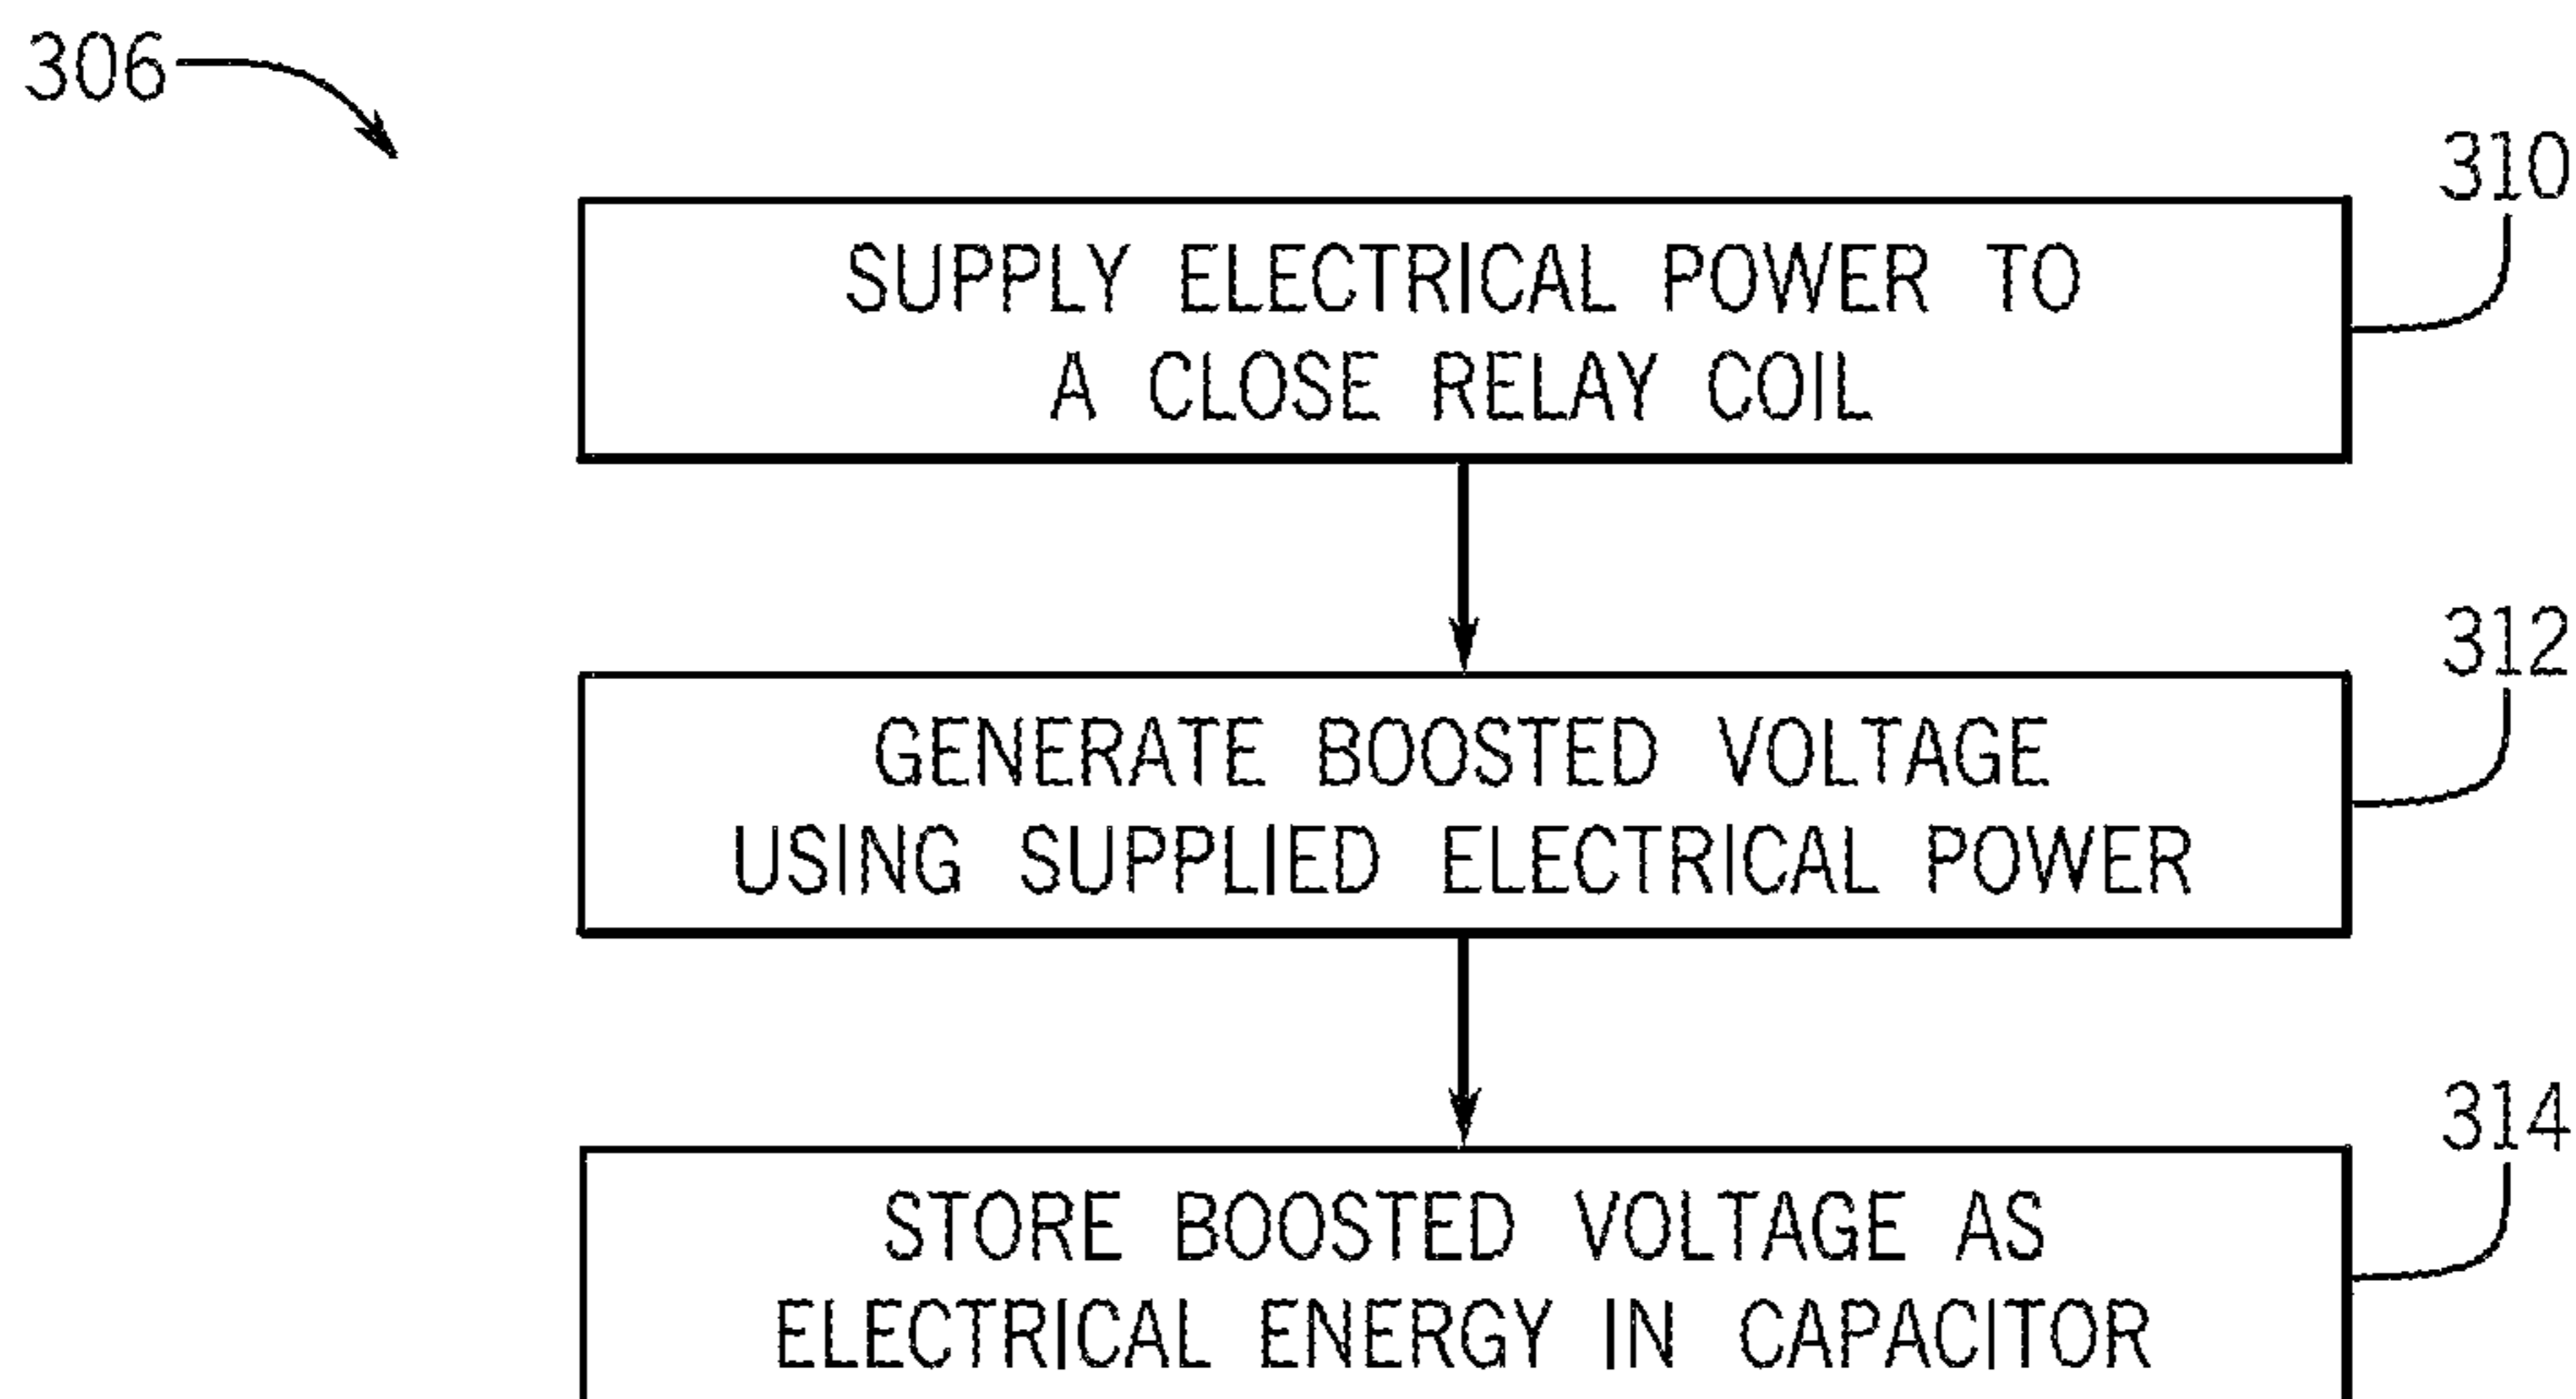 306
310
SUPPLY ELECTRICAL POWER TO
A CLOSE RELAY COIL
312
GENERATE BOOSTED VOLTAGE
USING SUPPLIED ELECTRICAL POWER
314
STORE BOOSTED VOLTAGE AS
ELECTRICAL ENERGY IN CAPACITOR